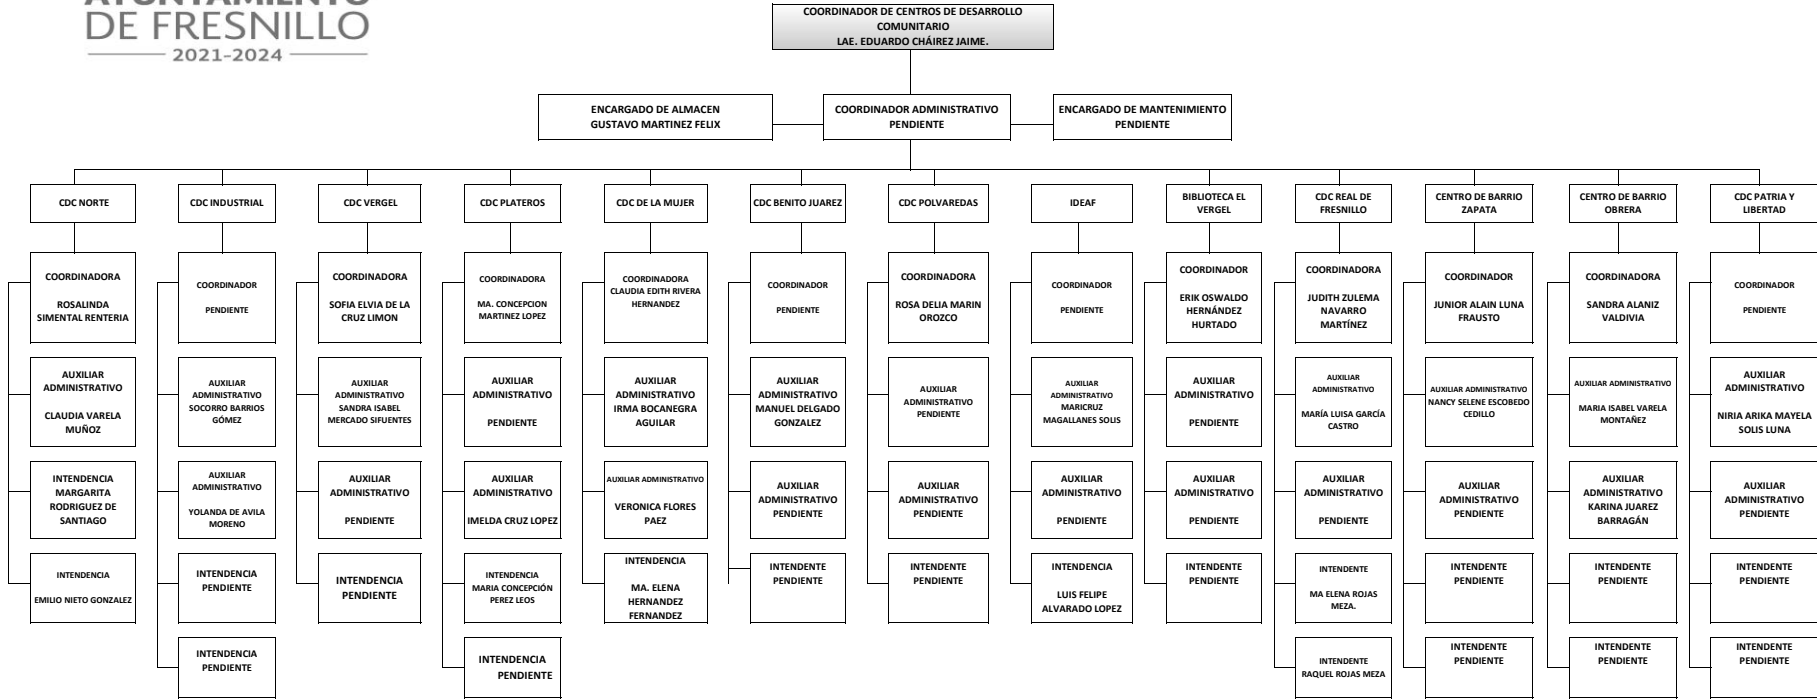 AYUNTAMIENTO
DE FRESNILLO
2021-2024
COORDINADOR DE CENTROS DE DESARROLLO
COMUNITARIO
LAE. EDUARDO CHÁIREZ JAIME.
ENCARGADO DE ALMACEN
GUSTAVO MARTINEZ FELIX
COORDINADOR ADMINISTRATIVO
PENDIENTE
ENCARGADO DE MANTENIMIENTO
PENDIENTE
CDC NORTE
CDC INDUSTRIAL
CDC VERGEL
CDC PLATEROS
CDC DE LA MUJER
CDC BENITO JUAREZ
CDC POLVAREDAS
IDEAF
BIBLIOTECA EL
VERGEL
CDC REAL DE
FRESNILLO
CENTRO DE BARRIO
ZAPATA
CENTRO DE BARRIO
OBRERA
CDC PATRIA Y
LIBERTAD
COORDINADORA
ROSALINDA
SIMENTAL RENTERIA
COORDINADOR
PENDIENTE
COORDINADORA
SOFIA ELVIA DE LA
CRUZ LIMON
COORDINADORA
MA. CONCEPCION
MARTINEZ LOPEZ
COORDINADORA
CLAUDIA EDITH RIVERA
HERNANDEZ
COORDINADOR
PENDIENTE
COORDINADORA
ROSA DELIA MARIN
OROZCO
COORDINADOR
PENDIENTE
COORDINADOR
ERIK OSWALDO
HERNÁNDEZ
HURTADO
COORDINADORA
JUDITH ZULEMA
NAVARRO
MARTÍNEZ
COORDINADOR
JUNIOR ALAIN LUNA
FRAUSTO
COORDINADORA
SANDRA ALANIZ
VALDIVIA
COORDINADOR
PENDIENTE
AUXILIAR
ADMINISTRATIVO
CLAUDIA VARELA
MUÑOZ
AUXILIAR
ADMINISTRATIVO
SOCORRO BARRIOS
GÓMEZ
AUXILIAR
ADMINISTRATIVO
SANDRA ISABEL
MERCADO SIFUENTES
AUXILIAR
ADMINISTRATIVO
PENDIENTE
AUXILIAR
ADMINISTRATIVO
IRMA BOCANEGRA
AGUILAR
AUXILIAR
ADMINISTRATIVO
MANUEL DELGADO
GONZALEZ
AUXILIAR
ADMINISTRATIVO
PENDIENTE
AUXILIAR
ADMINISTRATIVO
MARICRUZ
MAGALLANES SOLIS
AUXILIAR
ADMINISTRATIVO
PENDIENTE
AUXILIAR
ADMINISTRATIVO
MARÍA LUISA GARCÍA
CASTRO
AUXILIAR ADMINISTRATIVO
NANCY SELENE ESCOBEDO
CEDILLO
AUXILIAR ADMINISTRATIVO
MARIA ISABEL VARELA
MONTAÑEZ
AUXILIAR
ADMINISTRATIVO
NIRIA ARIKA MAYELA
SOLIS LUNA
INTENDENCIA
MARGARITA
RODRIGUEZ DE
SANTIAGO
AUXILIAR
ADMINISTRATIVO
YOLANDA DE AVILA
MORENO
AUXILIAR
ADMINISTRATIVO
PENDIENTE
AUXILIAR
ADMINISTRATIVO
IMELDA CRUZ LOPEZ
AUXILIAR ADMINISTRATIVO
VERONICA FLORES
PAEZ
AUXILIAR
ADMINISTRATIVO
PENDIENTE
AUXILIAR
ADMINISTRATIVO
PENDIENTE
AUXILIAR
ADMINISTRATIVO
PENDIENTE
AUXILIAR
ADMINISTRATIVO
PENDIENTE
AUXILIAR
ADMINISTRATIVO
PENDIENTE
AUXILIAR
ADMINISTRATIVO
PENDIENTE
AUXILIAR
ADMINISTRATIVO
KARINA JUAREZ
BARRAGÁN
AUXILIAR
ADMINISTRATIVO
PENDIENTE
INTENDENCIA
EMILIO NIETO GONZALEZ
INTENDENCIA
PENDIENTE
INTENDENCIA
PENDIENTE
INTENDENCIA
MARIA CONCEPCIÓN
PEREZ LEOS
INTENDENCIA
MA. ELENA
HERNANDEZ
FERNANDEZ
INTENDENTE
PENDIENTE
INTENDENTE
PENDIENTE
INTENDENCIA
LUIS FELIPE
ALVARADO LOPEZ
INTENDENTE
PENDIENTE
INTENDENTE
MA ELENA ROJAS
MEZA.
INTENDENTE
PENDIENTE
INTENDENTE
PENDIENTE
INTENDENTE
PENDIENTE
INTENDENCIA
PENDIENTE
INTENDENCIA
PENDIENTE
INTENDENTE
RAQUEL ROJAS MEZA
INTENDENTE
PENDIENTE
INTENDENTE
PENDIENTE
INTENDENTE
PENDIENTE